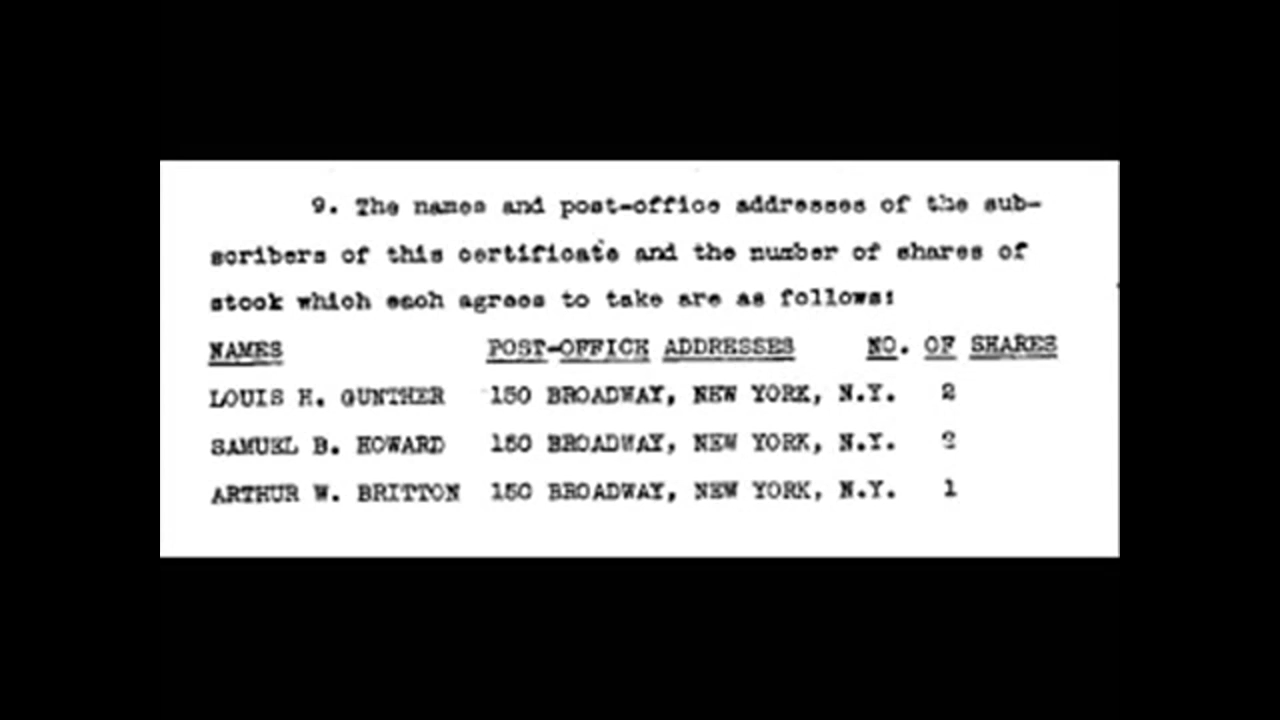 9. The names and post-office addresses of the sub-
scribers of this certificate and the number of shares of
stock which each agrees to take are as follows:
NAMES POST-OFFICE ADDRESSES NO. OF SHARES
LOUIS H. GUNTHER 150 BROADWAY, NEW YORK, N.Y. 2
SAMUEL B. HOWARD 150 BROADWAY, NEW YORK, N.Y. 2
ARTHUR W. BRITTON 150 BROADWAY, NEW YORK, N.Y. 1